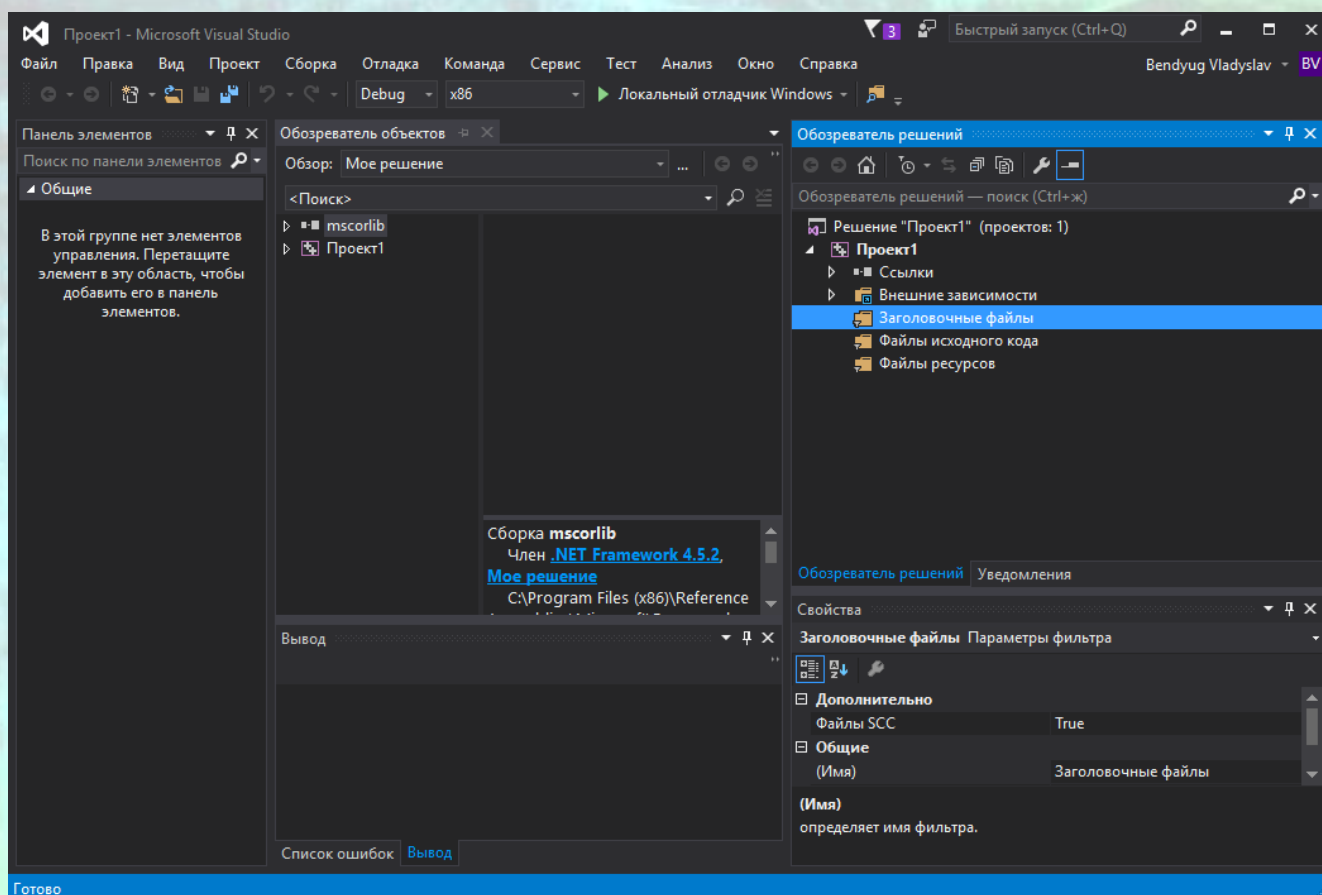 Проект1 - Microsoft Visual Studio
3
Быстрый запуск (Ctrl+Q)
Файл Правка Вид Проект Сборка Отладка Команда Сервис Тест Анализ Окно Справка
Bendyug Vladyslav BV
Debug x86 Локальный отладчик Windows
Панель элементов
Поиск по панели элементов
Общие
В этой группе нет элементов
управления. Перетащите
элемент в эту область, чтобы
добавить его в панель
элементов.
Обозреватель объектов
Обзор: Мое решение ...
<Поиск>
mscorlib
Проект1
Сборка mscorlib
Член .NET Framework 4.5.2,
Мое решение
C:\Program Files (x86)\Reference
Вывод
Список ошибок Вывод
Обозреватель решений
Обозреватель решений — поиск (Ctrl+ж)
Решение "Проект1" (проектов: 1)
Проект1
Ссылки
Внешние зависимости
Заголовочные файлы
Файлы исходного кода
Файлы ресурсов
Обозреватель решений Уведомления
Свойства
Заголовочные файлы Параметры фильтра
Дополнительно
Файлы SCC True
Общие
(Имя) Заголовочные файлы
(Имя)
определяет имя фильтра.
Готово